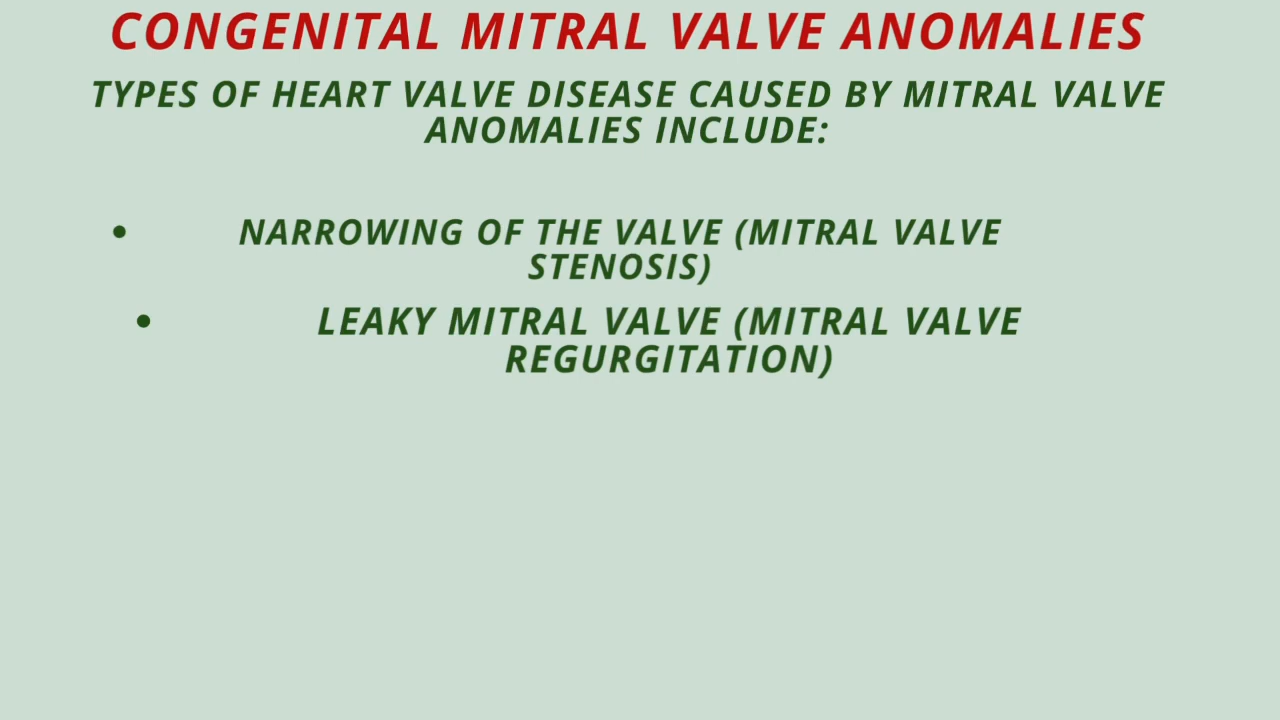 CONGENITAL MITRAL VALVE ANOMALIES
TYPES OF HEART VALVE DISEASE CAUSED BY MITRAL VALVE
ANOMALIES INCLUDE:
• NARROWING OF THE VALVE (MITRAL VALVE
STENOSIS)
• LEAKY MITRAL VALVE (MITRAL VALVE
REGURGITATION)